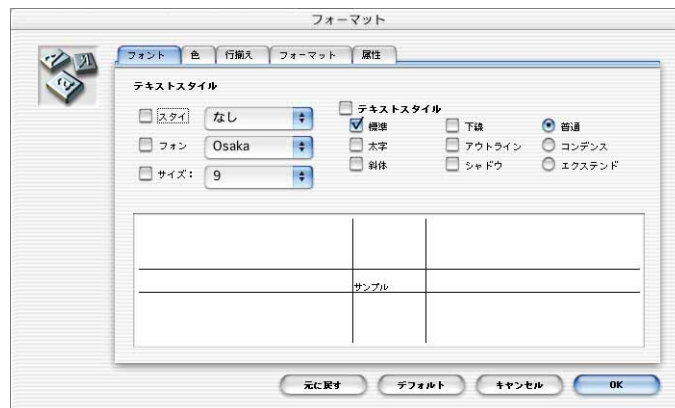 フォーマット
フォント 色 行揃え フォーマット 属性
テキストスタイル
スタイ なし
フォン Osaka
サイズ： 9
テキストスタイル
標準 下線 普通
太字 アウトライン コンデンス
斜体 シャドウ エクステンド
サンプル
元に戻す デフォルト キャンセル OK